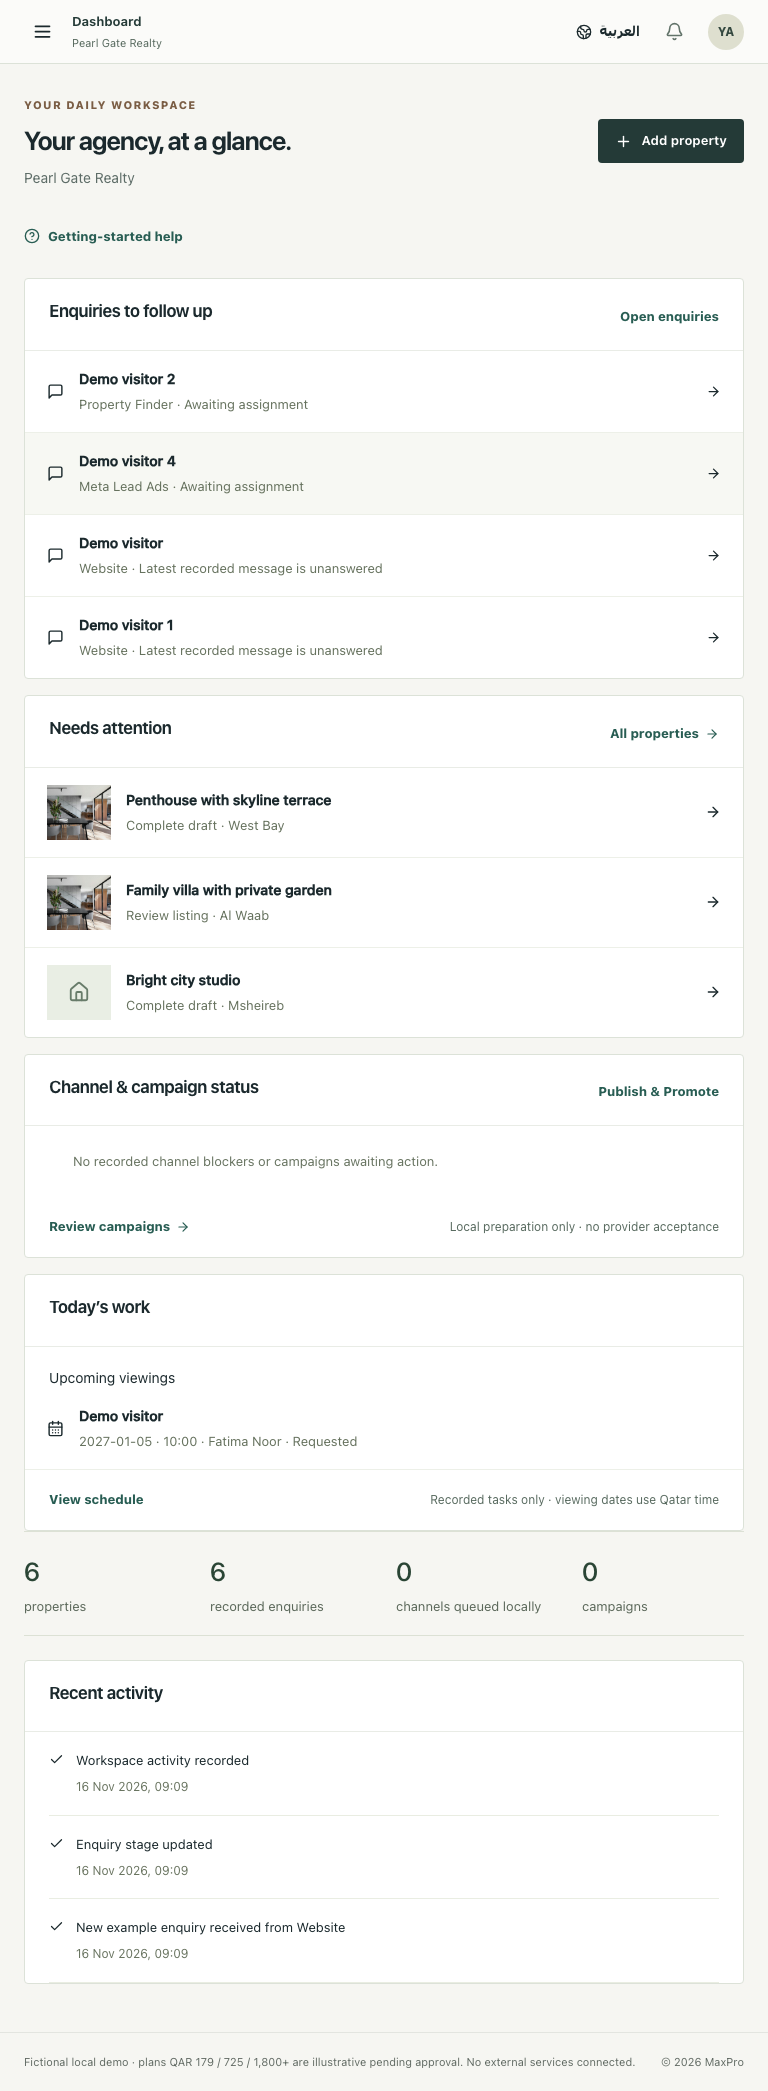 Dashboard
Pearl Gate Realty
العربية
YA
YOUR DAILY WORKSPACE
Your agency, at a glance.
Pearl Gate Realty
Add property
Getting-started help
Enquiries to follow up
Open enquiries
Demo visitor 2
Property Finder · Awaiting assignment
Demo visitor 4
Meta Lead Ads · Awaiting assignment
Demo visitor
Website · Latest recorded message is unanswered
Demo visitor 1
Website · Latest recorded message is unanswered
Needs attention
All properties
Penthouse with skyline terrace
Complete draft · West Bay
Family villa with private garden
Review listing · Al Waab
Bright city studio
Complete draft · Msheireb
Channel & campaign status
Publish & Promote
No recorded channel blockers or campaigns awaiting action.
Review campaigns
Local preparation only · no provider acceptance
Today’s work
Upcoming viewings
Demo visitor
2027-01-05 · 10:00 · Fatima Noor · Requested
View schedule
Recorded tasks only · viewing dates use Qatar time
6
properties
6
recorded enquiries
0
channels queued locally
0
campaigns
Recent activity
Workspace activity recorded
16 Nov 2026, 09:09
Enquiry stage updated
16 Nov 2026, 09:09
New example enquiry received from Website
16 Nov 2026, 09:09
Fictional local demo · plans QAR 179 / 725 / 1,800+ are illustrative pending approval. No external services connected.
© 2026 MaxPro